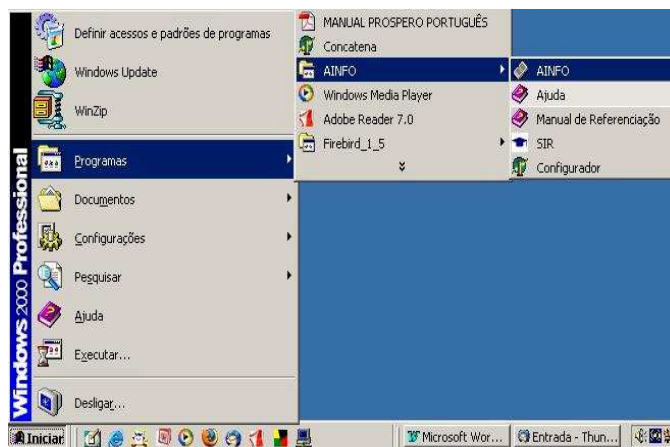 Windows 2000 Professional
Definir acessos e padrões de programas
Windows Update
WinZip
Programas
Documentos
Configurações
Pesquisar
Ajuda
Executar...
Desligar...
MANUAL PROSPERO PORTUGUÊS
Concatena
AINFO
Windows Media Player
Adobe Reader 7.0
Firebird_1_5
AINFO
Ajuda
Manual de Referenciação
SIR
Configurador
Iniciar
Microsoft Wor...
Entrada - Thun...